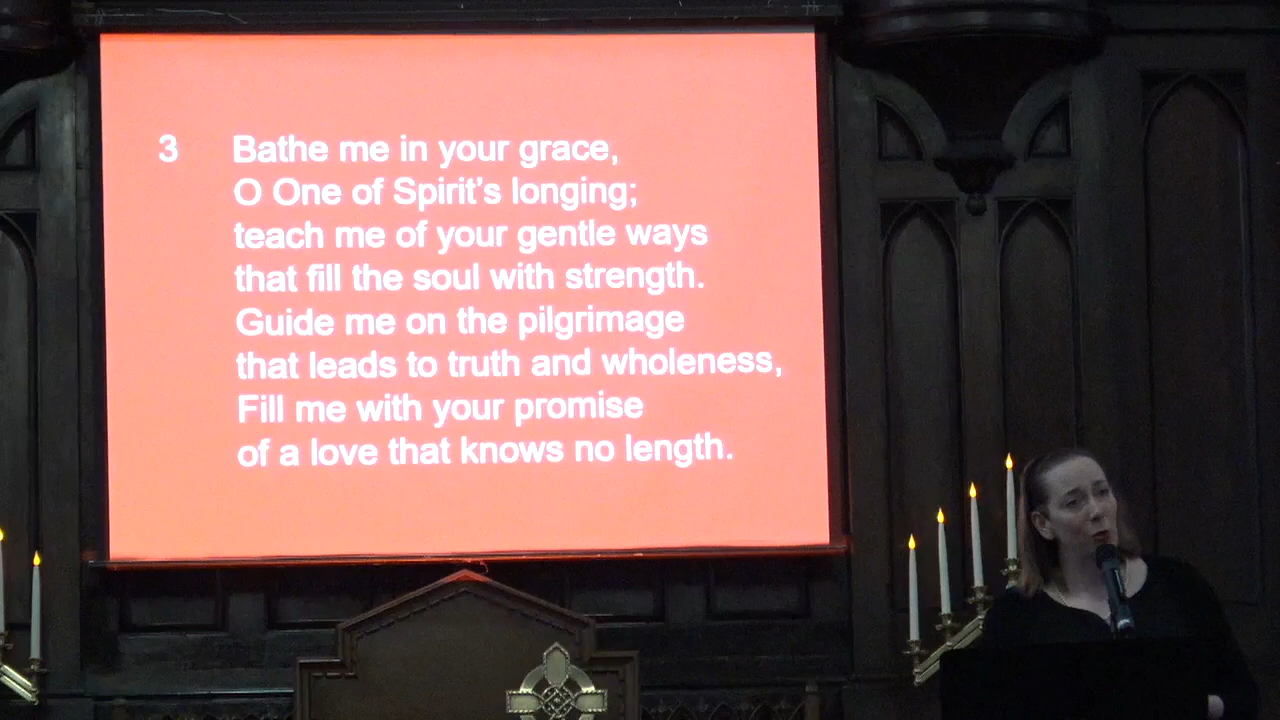 3 Bathe me in your grace,
O One of Spirit's longing;
teach me of your gentle ways
that fill the soul with strength.
Guide me on the pilgrimage
that leads to truth and wholeness,
Fill me with your promise
of a love that knows no length.